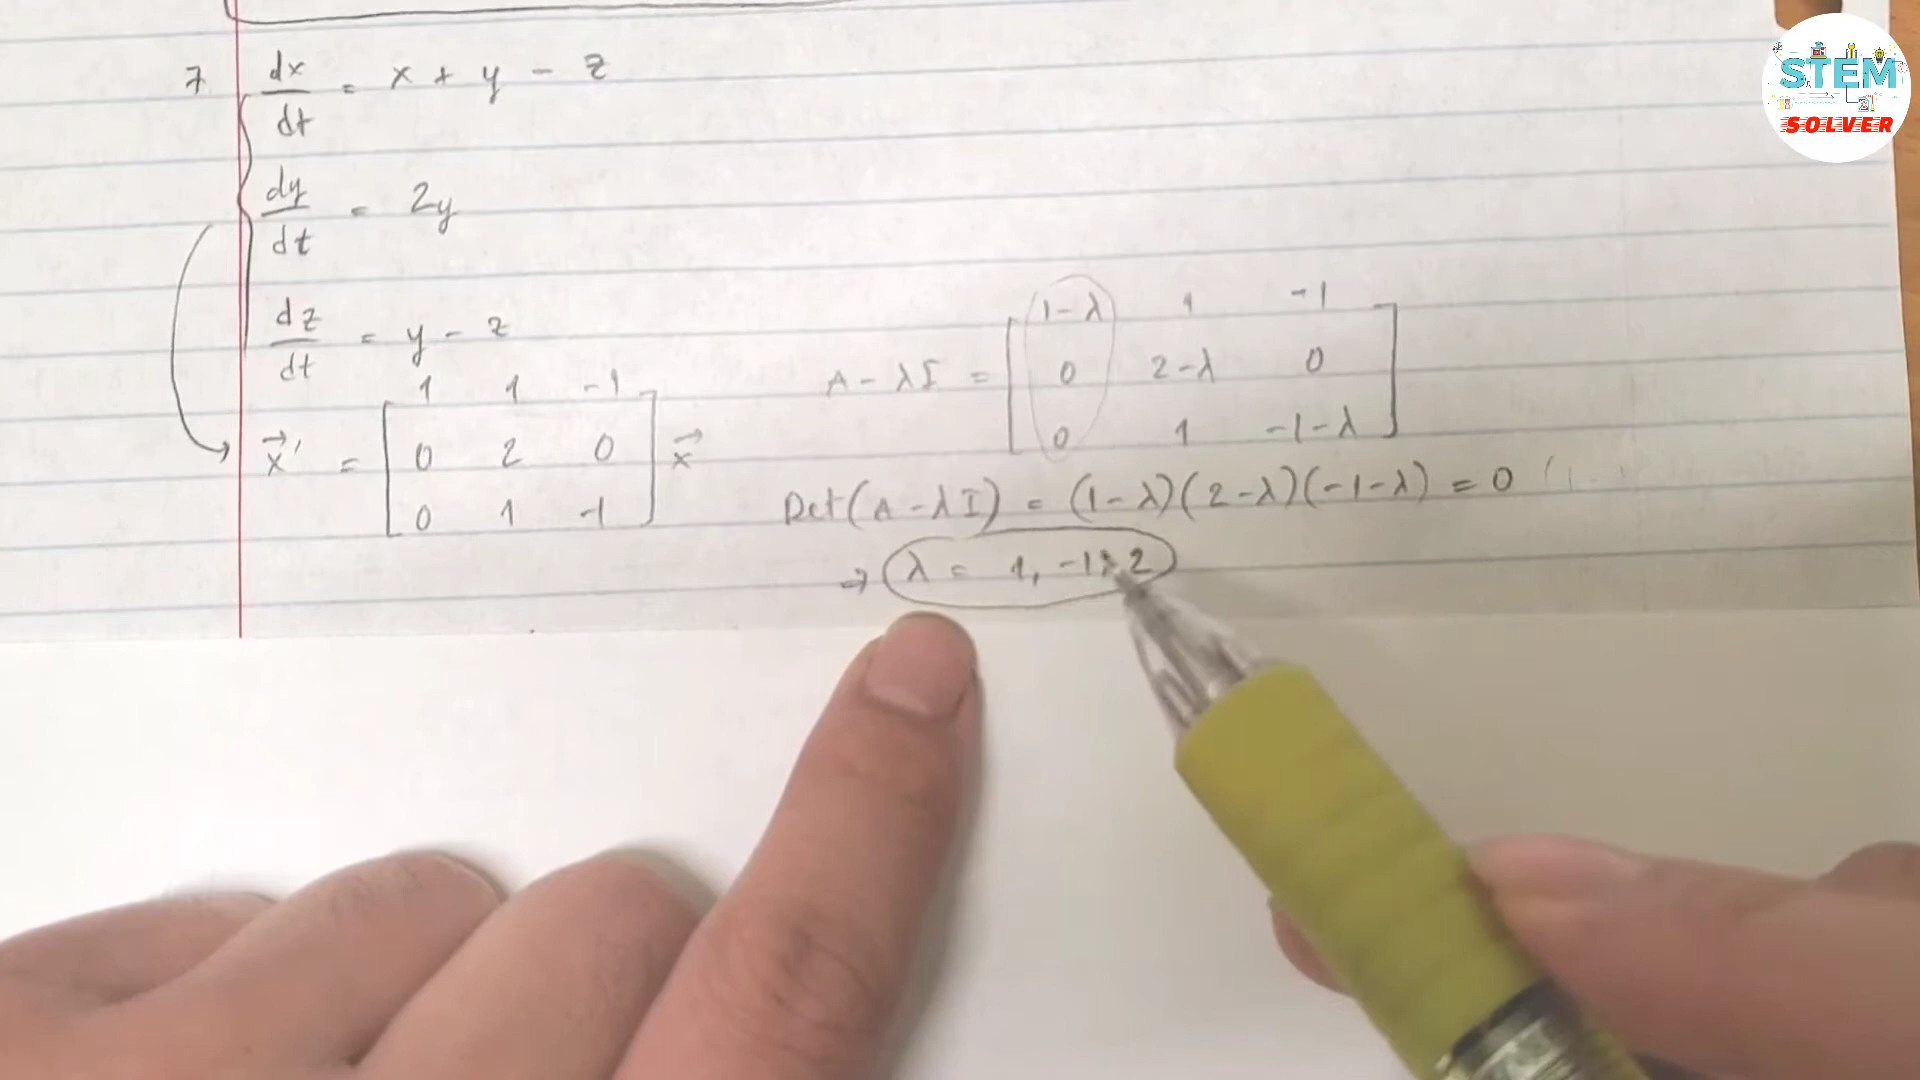 7. dx/dt = x + y - z
dy/dt = 2y
dz/dt = y - z
x⃗' = [1 1 -1
0 2 0
0 1 -1] x⃗
A - λI = [1-λ 1 -1
0 2-λ 0
0 1 -1-λ]
Det(A - λI) = (1-λ)(2-λ)(-1-λ) = 0
⇒ λ = 1, -1, 2
STEM
SOLVER